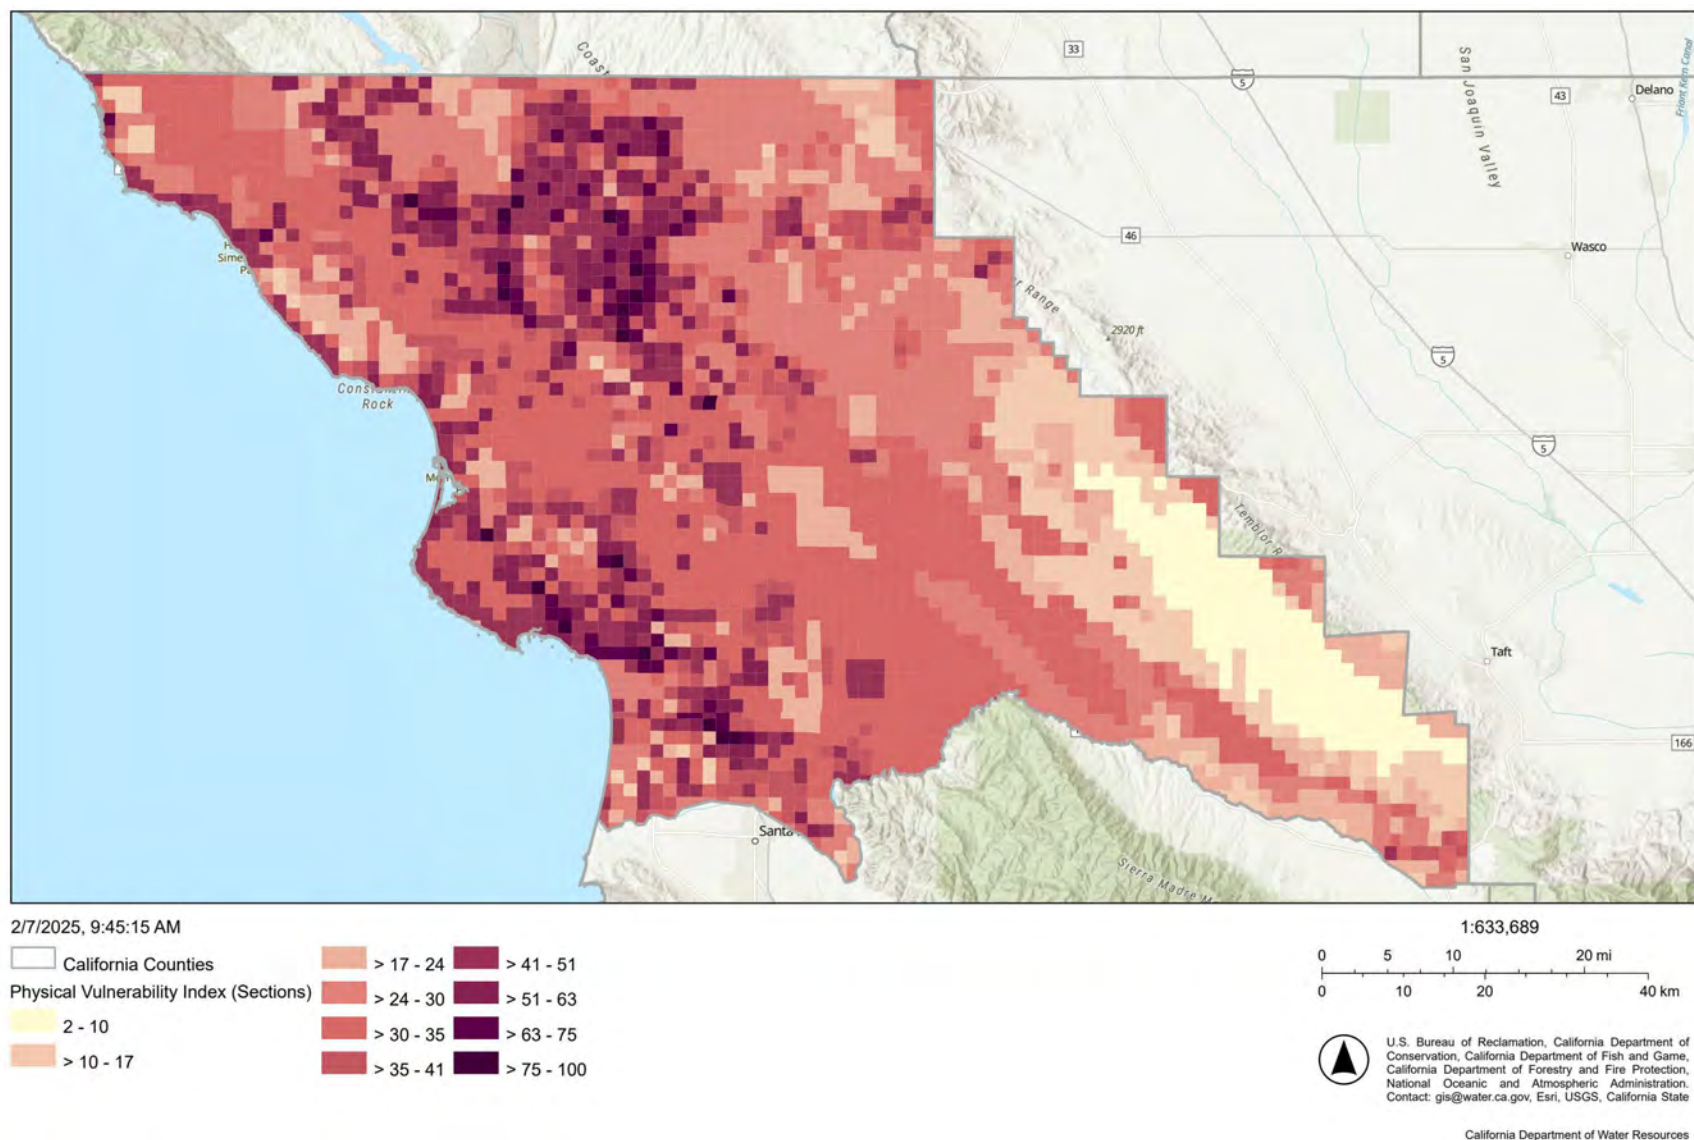 Coast
33
5
San Joaquin Valley
43
Delano
Friant Kern Canal
46
Wasco
Range
2920 ft
5
Rock
5
Temblor R
Taft
166
Santa
Sierra Madre M
2/7/2025, 9:45:15 AM
California Counties
Physical Vulnerability Index (Sections)
2 - 10
> 10 - 17
> 17 - 24
> 24 - 30
> 30 - 35
> 35 - 41
> 41 - 51
> 51 - 63
> 63 - 75
> 75 - 100
1:633,689
0 5 10 20 mi
0 10 20 40 km
U.S. Bureau of Reclamation, California Department of
Conservation, California Department of Fish and Game,
California Department of Forestry and Fire Protection,
National Oceanic and Atmospheric Administration.
Contact: gis@water.ca.gov, Esri, USGS, California State
California Department of Water Resources